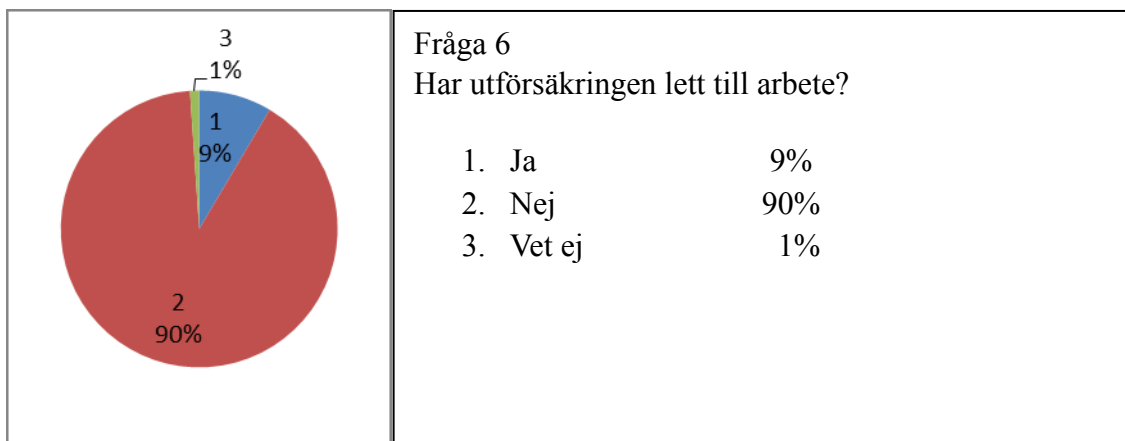 3
1%
1
9%
2
90%
Fråga 6
Har utförsäkringen lett till arbete?
1. Ja 9%
2. Nej 90%
3. Vet ej 1%